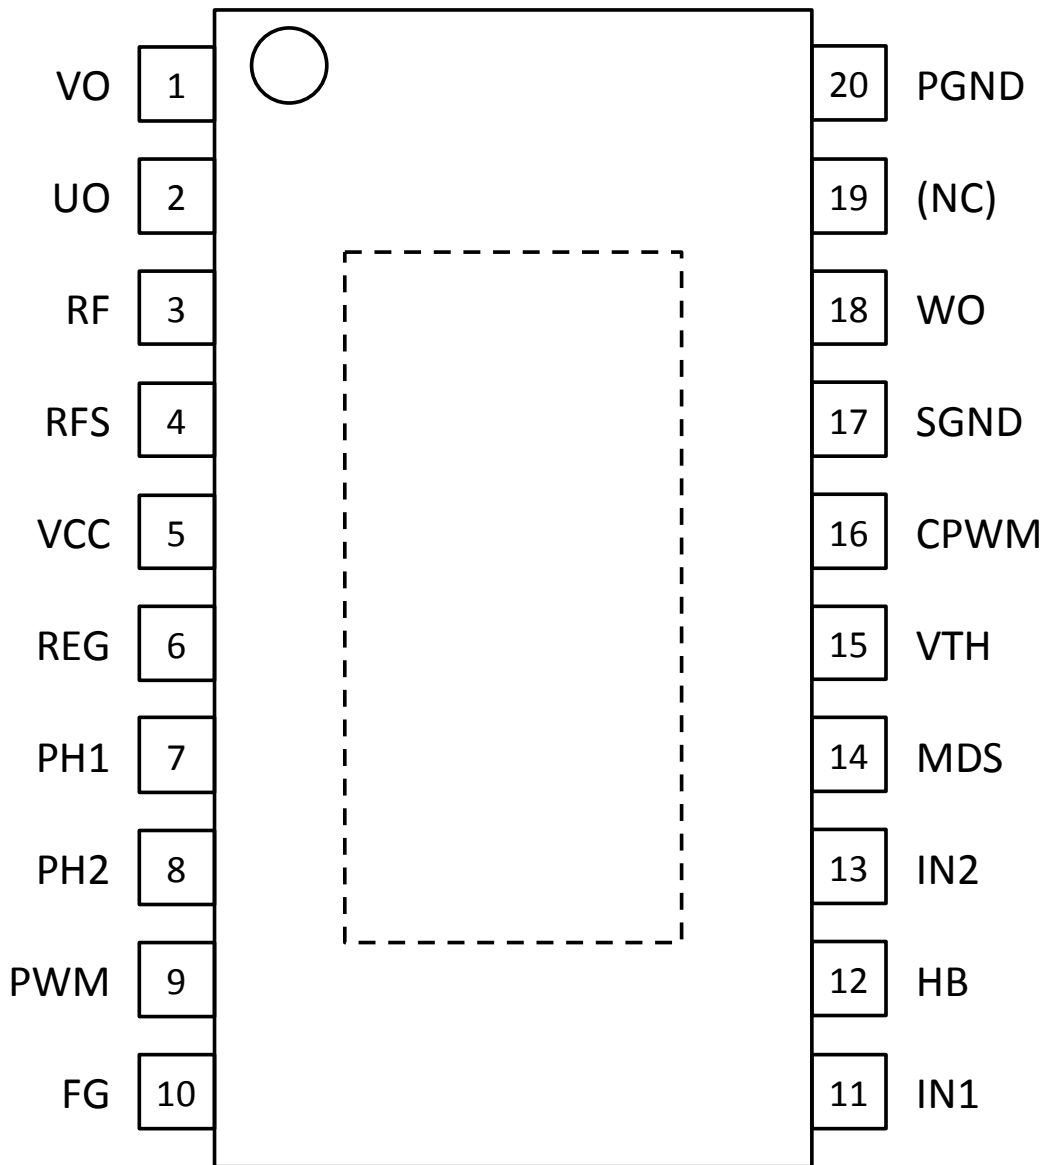 VO 1 20 PGND
UO 2 19 (NC)
RF 3 18 WO
RFS 4 17 SGND
VCC 5 16 CPWM
REG 6 15 VTH
PH1 7 14 MDS
PH2 8 13 IN2
PWM 9 12 HB
FG 10 11 IN1